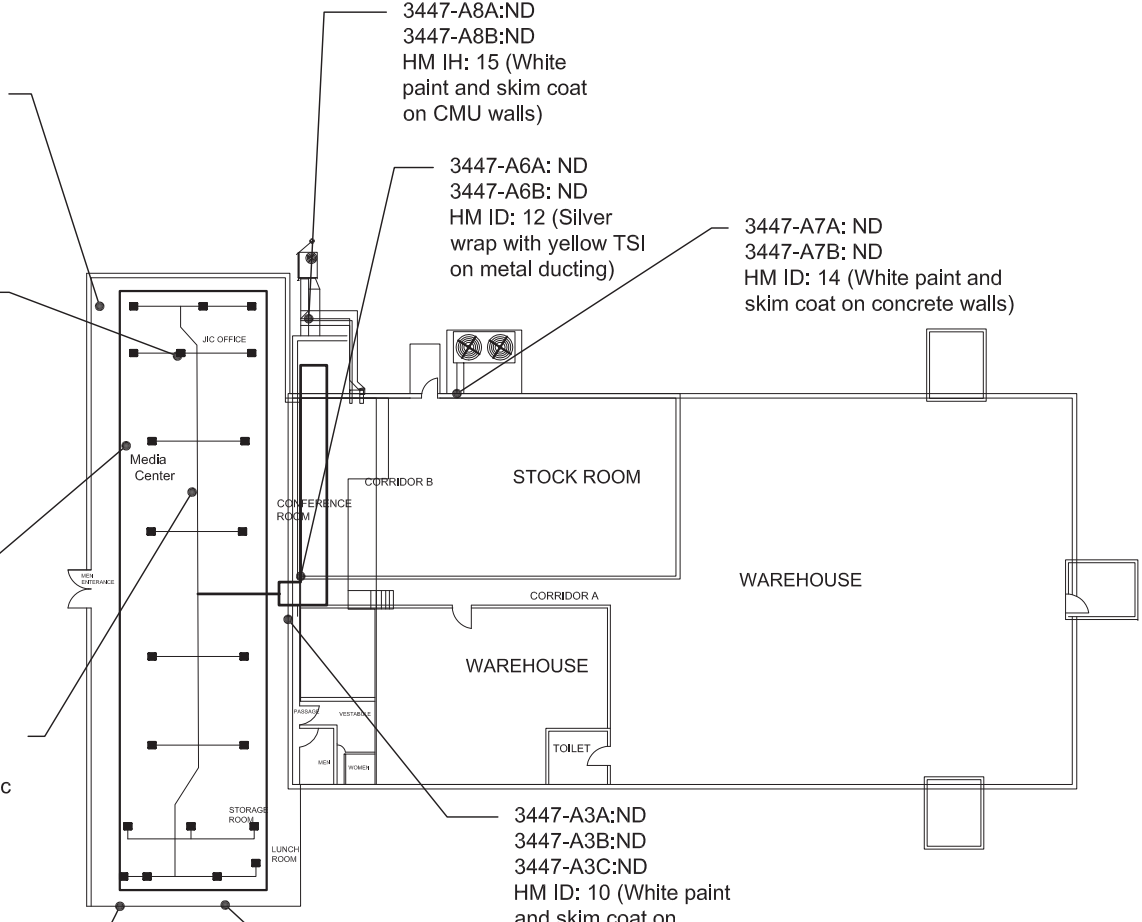 3447-A8A:ND
3447-A8B:ND
HM IH: 15 (White
paint and skim coat
on CMU walls)
3447-A6A: ND
3447-A6B: ND
HM ID: 12 (Silver
wrap with yellow TSI
on metal ducting)
3447-A7A: ND
3447-A7B: ND
HM ID: 14 (White paint and
skim coat on concrete walls)
JIC OFFICE
Media
Center
CORRIDOR B
STOCK ROOM
CONFERENCE
ROOM
MEN
ENTERANCE
WAREHOUSE
CORRIDOR A
WAREHOUSE
PASSAGE
VESTABULE
TOILET
MEN
WOMEN
c
STORAGE
ROOM
LUNCH
ROOM
3447-A3A:ND
3447-A3B:ND
3447-A3C:ND
HM ID: 10 (White paint
and skim coat on